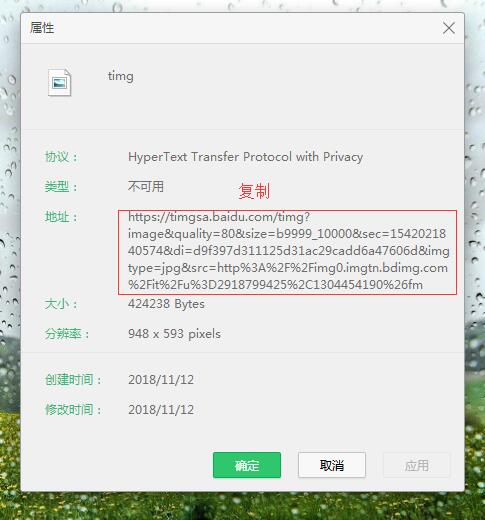 属性
timg
协议： HyperText Transfer Protocol with Privacy
类型： 不可用
复制
地址： https://timgsa.baidu.com/timg?
image&quality=80&size=b9999_10000&sec=15420218
40574&di=d9f397d311125d31ac29cadd6a47606d&img
type=jpg&src=http%3A%2F%2Fimg0.imgtn.bdimg.com
%2Fit%2Fu%3D2918799425%2C1304454190%26fm
大小： 424238 Bytes
分辨率： 948 x 593 pixels
创建时间： 2018/11/12
修改时间： 2018/11/12
确定 取消 应用